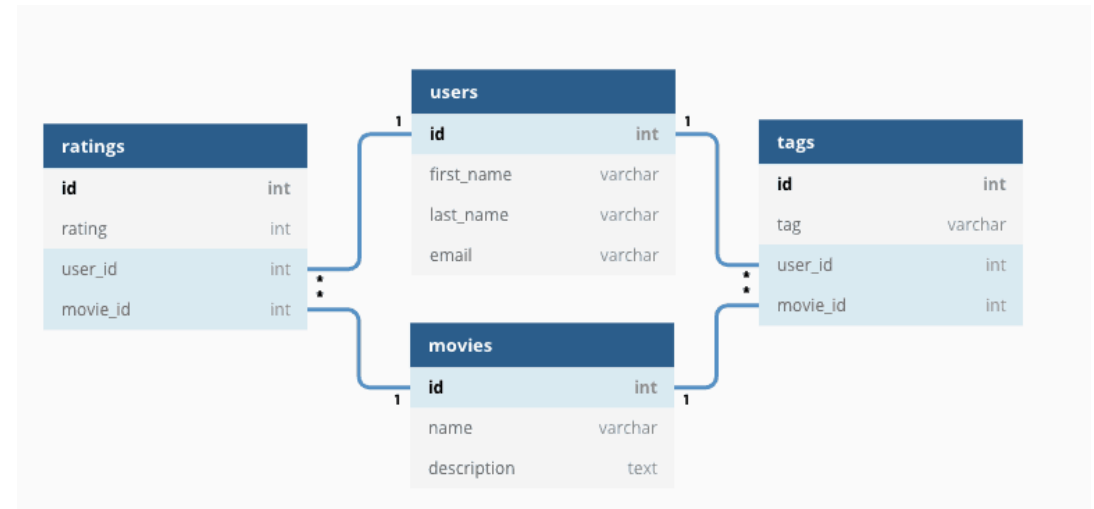 ratings
id int
rating int
user_id int
movie_id int
*
*
users
1 id int 1
first_name varchar
last_name varchar
email varchar
movies
1 id int 1
name varchar
description text
tags
id int
tag varchar
user_id int
movie_id int
*
*